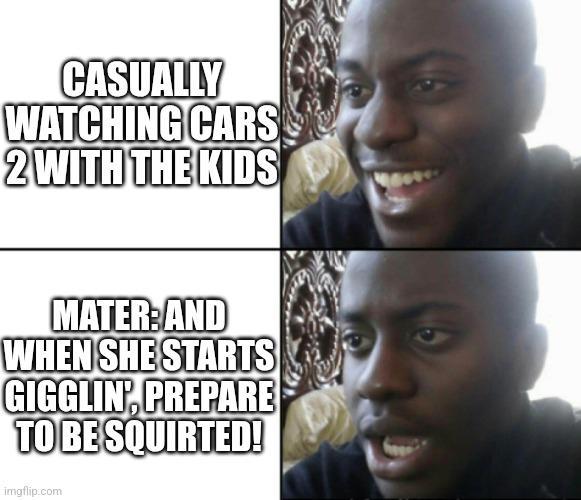 CASUALLY
WATCHING CARS
2 WITH THE KIDS
MATER: AND
WHEN SHE STARTS
GIGGLIN', PREPARE
TO BE SQUIRTED!
imgflip.com